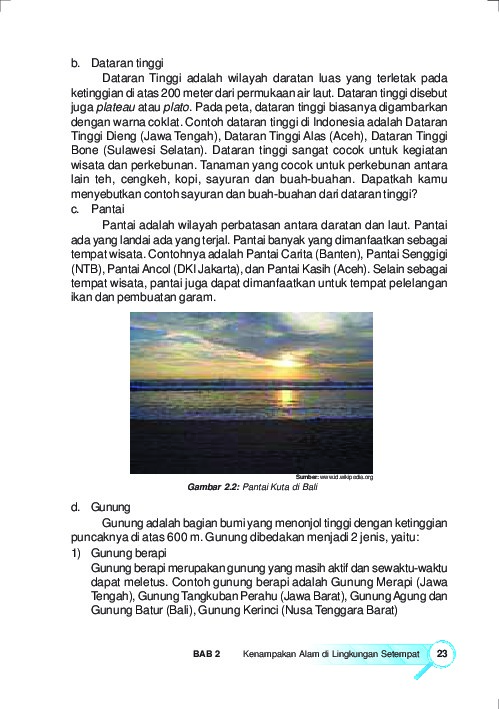 b. Dataran tinggi
Dataran Tinggi adalah wilayah daratan luas yang terletak pada
ketinggian di atas 200 meter dari permukaan air laut. Dataran tinggi disebut
juga plateau atau plato. Pada peta, dataran tinggi biasanya digambarkan
dengan warna coklat. Contoh dataran tinggi di Indonesia adalah Dataran
Tinggi Dieng (Jawa Tengah), Dataran Tinggi Alas (Aceh), Dataran Tinggi
Bone (Sulawesi Selatan). Dataran tinggi sangat cocok untuk kegiatan
wisata dan perkebunan. Tanaman yang cocok untuk perkebunan antara
lain teh, cengkeh, kopi, sayuran dan buah-buahan. Dapatkah kamu
menyebutkan contoh sayuran dan buah-buahan dari dataran tinggi?
c. Pantai
Pantai adalah wilayah perbatasan antara daratan dan laut. Pantai
ada yang landai ada yang terjal. Pantai banyak yang dimanfaatkan sebagai
tempat wisata. Contohnya adalah Pantai Carita (Banten), Pantai Senggigi
(NTB), Pantai Ancol (DKI Jakarta), dan Pantai Kasih (Aceh). Selain sebagai
tempat wisata, pantai juga dapat dimanfaatkan untuk tempat pelelangan
ikan dan pembuatan garam.
Sumber: www.id.wikipedia.org
Gambar 2.2: Pantai Kuta di Bali
d. Gunung
Gunung adalah bagian bumi yang menonjol tinggi dengan ketinggian
puncaknya di atas 600 m. Gunung dibedakan menjadi 2 jenis, yaitu:
1) Gunung berapi
Gunung berapi merupakan gunung yang masih aktif dan sewaktu-waktu
dapat meletus. Contoh gunung berapi adalah Gunung Merapi (Jawa
Tengah), Gunung Tangkuban Perahu (Jawa Barat), Gunung Agung dan
Gunung Batur (Bali), Gunung Kerinci (Nusa Tenggara Barat)
BAB 2 Kenampakan Alam di Lingkungan Setempat 23